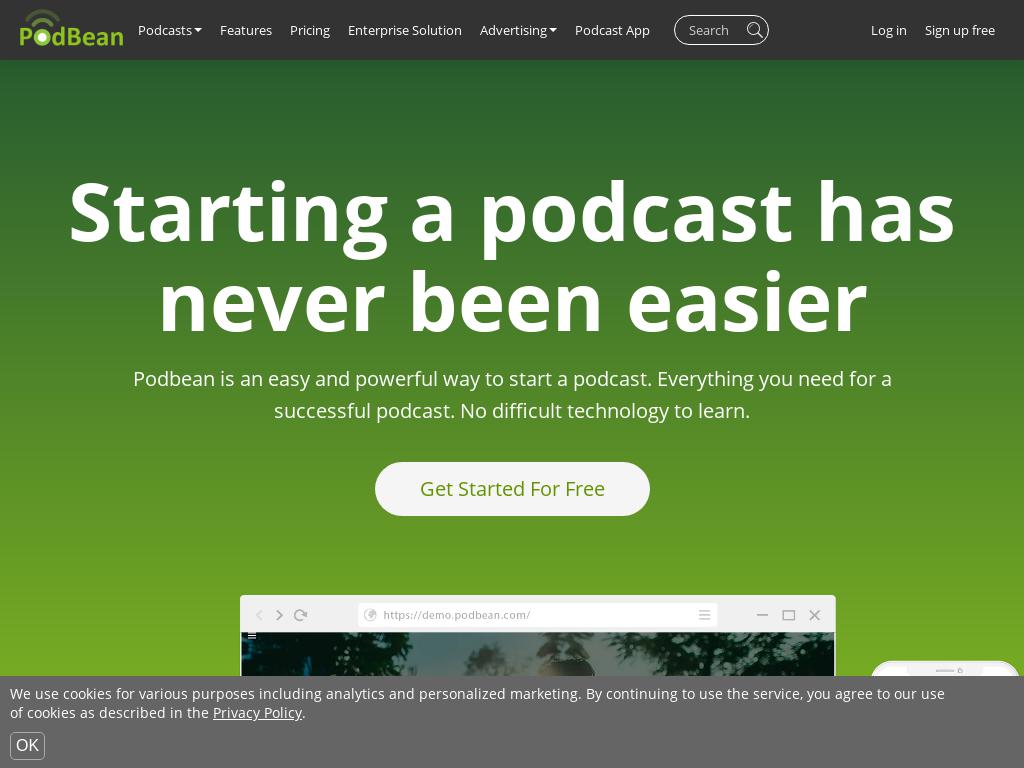 PodBean
Podcasts
Features
Pricing
Enterprise Solution
Advertising
Podcast App
Search
Log in
Sign up free
Starting a podcast has
never been easier
Podbean is an easy and powerful way to start a podcast. Everything you need for a
successful podcast. No difficult technology to learn.
Get Started For Free
https://demo.podbean.com/
We use cookies for various purposes including analytics and personalized marketing. By continuing to use the service, you agree to our use
of cookies as described in the Privacy Policy.
OK